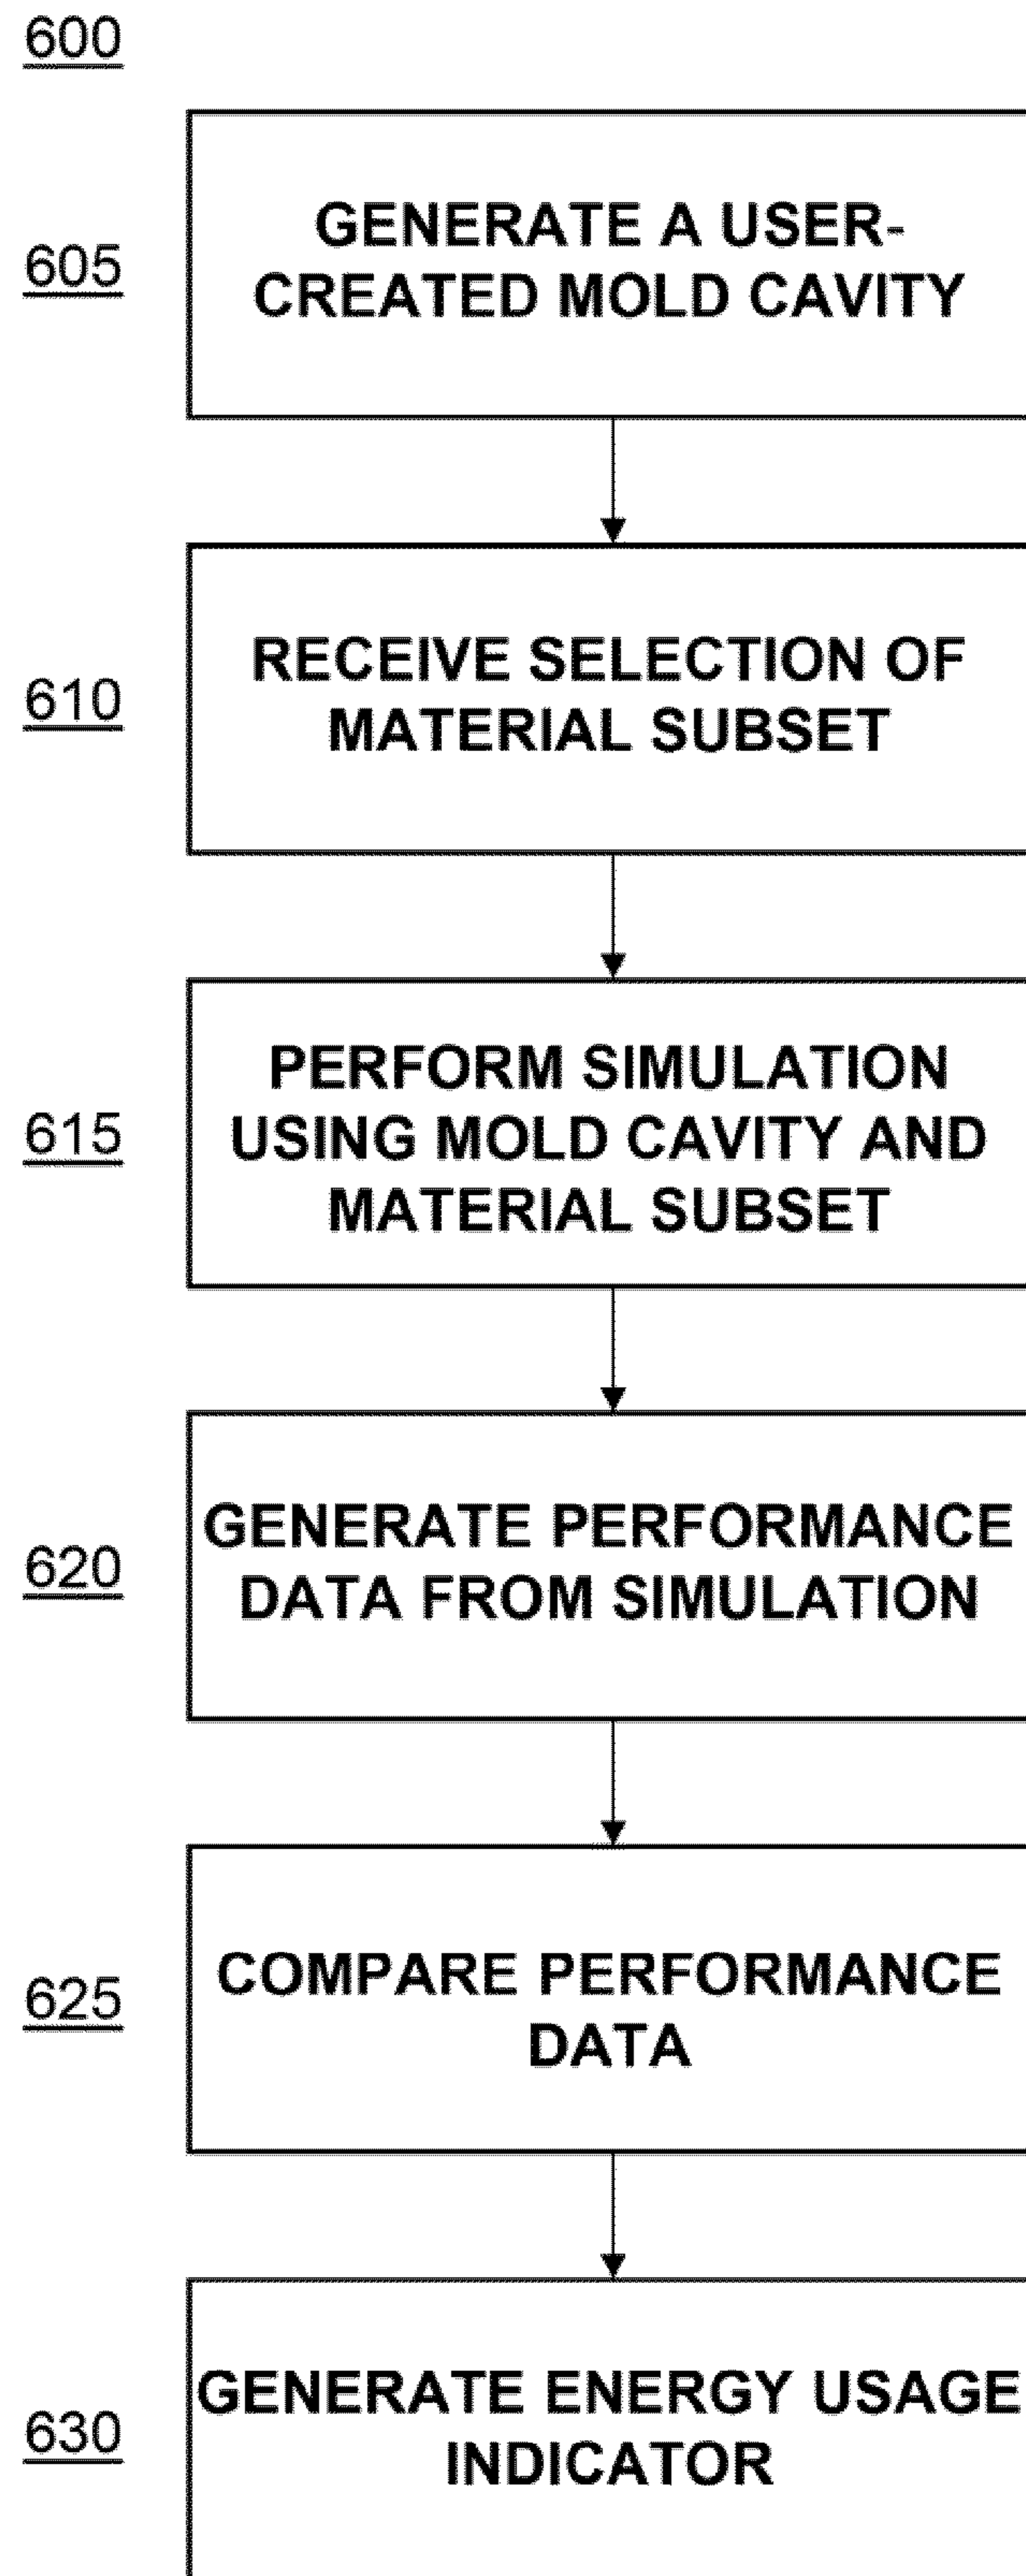 600
605
GENERATE A USER-
CREATED MOLD CAVITY
610
RECEIVE SELECTION OF
MATERIAL SUBSET
615
PERFORM SIMULATION
USING MOLD CAVITY AND
MATERIAL SUBSET
620
GENERATE PERFORMANCE
DATA FROM SIMULATION
625
COMPARE PERFORMANCE
DATA
630
GENERATE ENERGY USAGE
INDICATOR